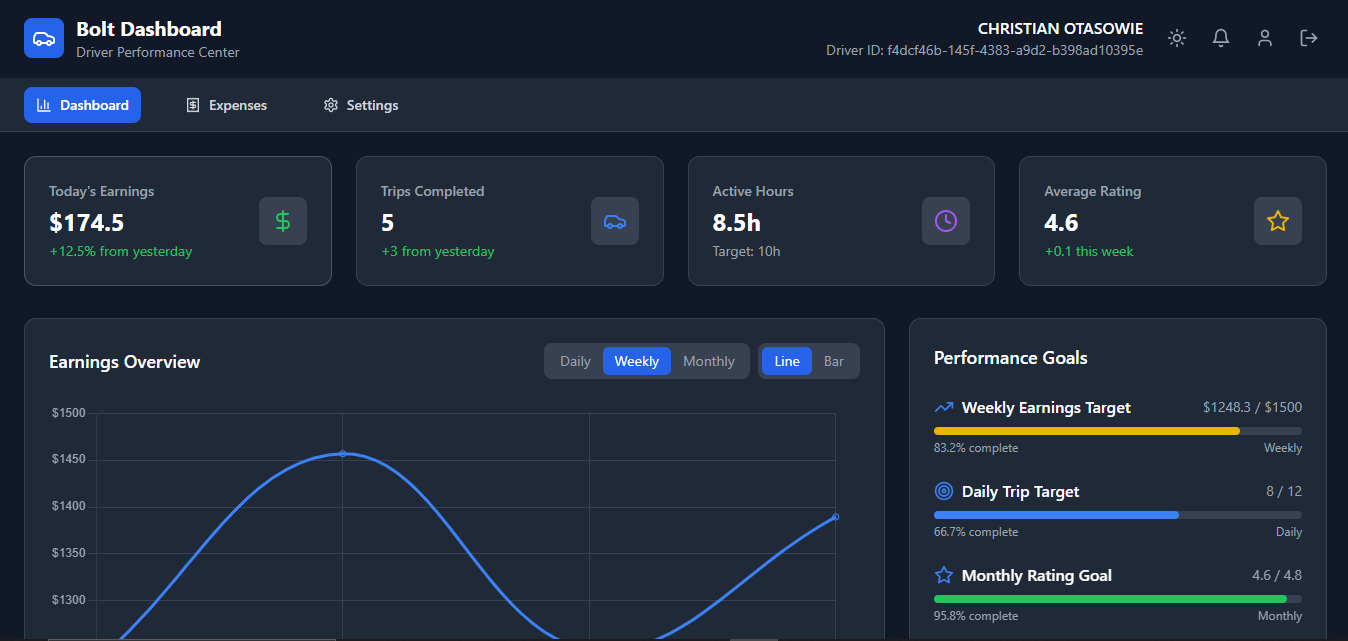 Bolt Dashboard
Driver Performance Center
CHRISTIAN OTASOWIE
Driver ID: f4dcf46b-145f-4383-a9d2-b398ad10395e
Dashboard
Expenses
Settings
Today's Earnings
$174.5
+12.5% from yesterday
Trips Completed
5
+3 from yesterday
Active Hours
8.5h
Target: 10h
Average Rating
4.6
+0.1 this week
Earnings Overview
Daily Weekly Monthly
Line Bar
$1500
$1450
$1400
$1350
$1300
Performance Goals
Weekly Earnings Target $1248.3 / $1500
83.2% complete Weekly
Daily Trip Target 8 / 12
66.7% complete Daily
Monthly Rating Goal 4.6 / 4.8
95.8% complete Monthly